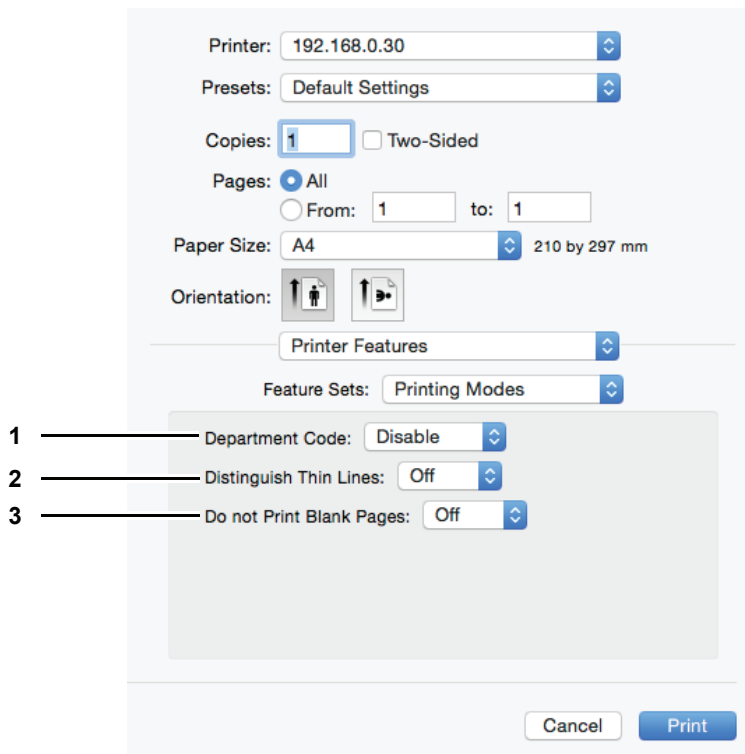 Printer: 192.168.0.30
Presets: Default Settings
Copies: 1 Two-Sided
Pages: All
From: 1 to: 1
Paper Size: A4 210 by 297 mm
Orientation:
Printer Features
Feature Sets: Printing Modes
1 Department Code: Disable
2 Distinguish Thin Lines: Off
3 Do not Print Blank Pages: Off
Cancel Print